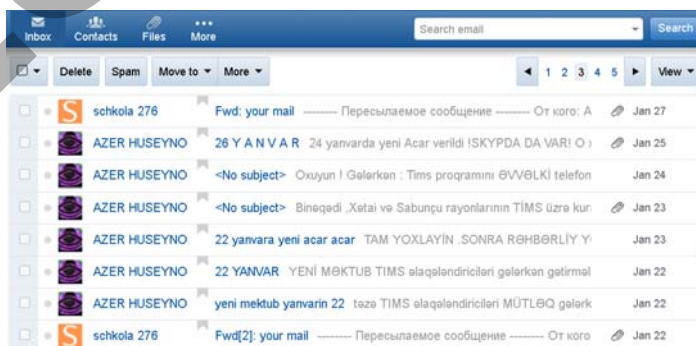 Inbox Contacts Files More Search email Search
Delete Spam Move to More 1 2 3 4 5 View
schkola 276 Fwd: your mail -------- Пересылаемое сообщение -------- От кого: A Jan 27
AZER HUSEYNO 26 Y A N V A R 24 yanvarda yeni Acar verildi !SKYPDA DA VAR! O Jan 25
AZER HUSEYNO <No subject> Oxuyun ! Gələrkən : Tims proqramını ƏVVƏLKİ telefon Jan 24
AZER HUSEYNO <No subject> Binəqədi ,Xətai və Sabunçu rayonlarının TİMS üzrə kur Jan 23
AZER HUSEYNO 22 yanvara yeni acar acar TAM YOXLAYİN .SONRA RƏHBƏRLİY Jan 23
AZER HUSEYNO 22 YANVAR YENİ MƏKTUB TIMS əlaqələndiriciləri gələrkən gətirməl Jan 22
AZER HUSEYNO yeni mektub yanvarin 22 təzə TIMS əlaqələndiriciləri MÜTLƏQ gələrk Jan 22
schkola 276 Fwd[2]: your mail -------- Пересылаемое сообщение -------- От кого Jan 22